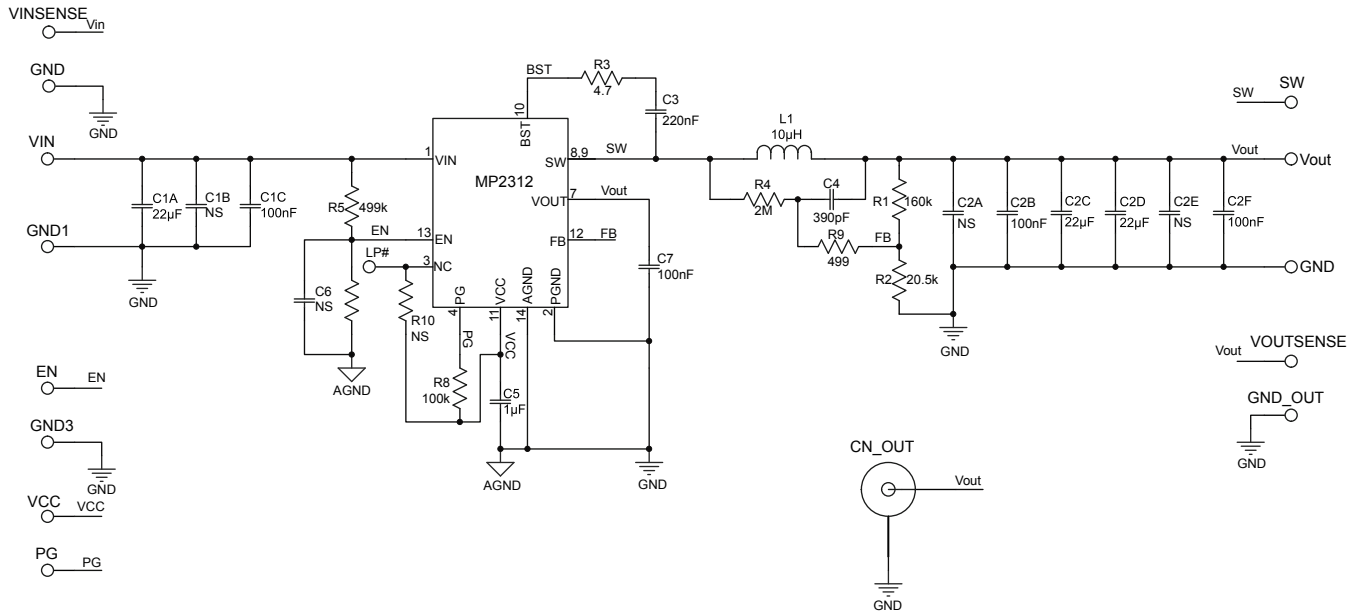 VINSENSE
Vin
GND
GND
VIN
GND1
C1A
22µF
C1B
NS
C1C
100nF
GND
R5
499k
EN
LP#
C6
NS
AGND
R10
NS
BST
R3
4.7
C3
220nF
10
BST
1
VIN
SW
8,9
SW
MP2312
VOUT
7
Vout
13
EN
FB
12
FB
3
NC
PG
VCC
AGND
PGND
4
11
14
2
PG
VCC
C7
100nF
R8
100k
C5
1µF
AGND
GND
L1
10µH
R4
2M
C4
390pF
R1
160k
R9
499
FB
R2
20.5k
GND
C2A
NS
C2B
100nF
C2C
22µF
C2D
22µF
C2E
NS
C2F
100nF
SW
SW
Vout
Vout
GND
Vout
VOUTSENSE
GND_OUT
GND
EN
EN
GND3
GND
VCC
VCC
PG
PG
CN_OUT
Vout
GND